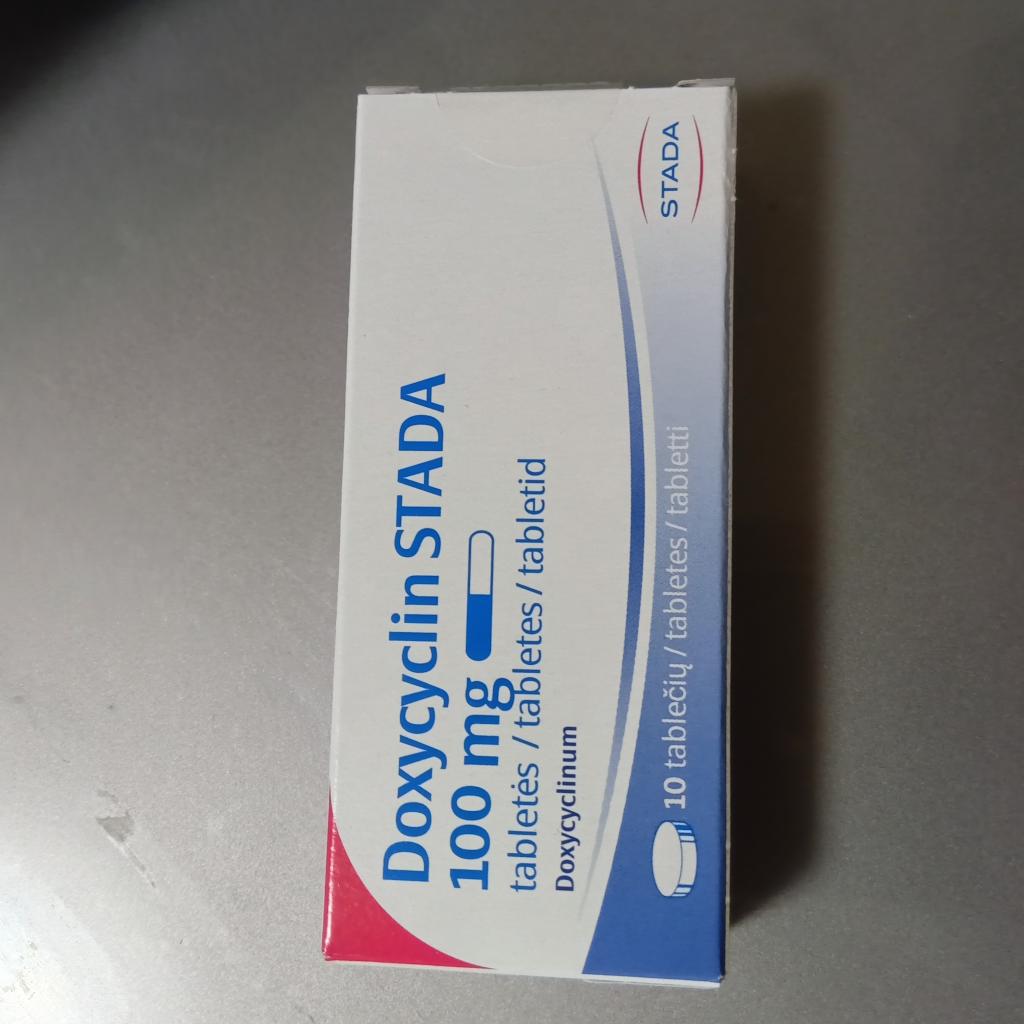 Doxycyclin STADA
100 mg
tabletės / tabletes / tabletid
Doxycyclinum
10 tablečių / tabletes / tabletti
STADA